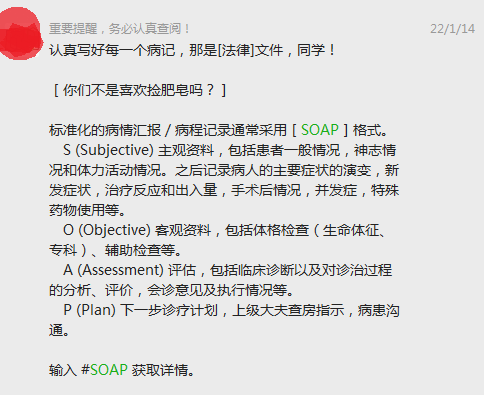 重要提醒，务必认真查阅！ 22/1/14
认真写好每一个病记，那是[法律]文件，同学！
[ 你们不是喜欢捡肥皂吗？]
标准化的病情汇报 / 病程记录通常采用 [ SOAP ] 格式。
S (Subjective) 主观资料，包括患者一般情况，神志情
况和体力活动情况。之后记录病人的主要症状的演变，新
发症状，治疗反应和出入量，手术后情况，并发症，特殊
药物使用等。
O (Objective) 客观资料，包括体格检查（生命体征、
专科）、辅助检查等。
A (Assessment) 评估，包括临床诊断以及对诊治过程
的分析、评价，会诊意见及执行情况等。
P (Plan) 下一步诊疗计划，上级大夫查房指示，病患沟
通。
输入 #SOAP 获取详情。